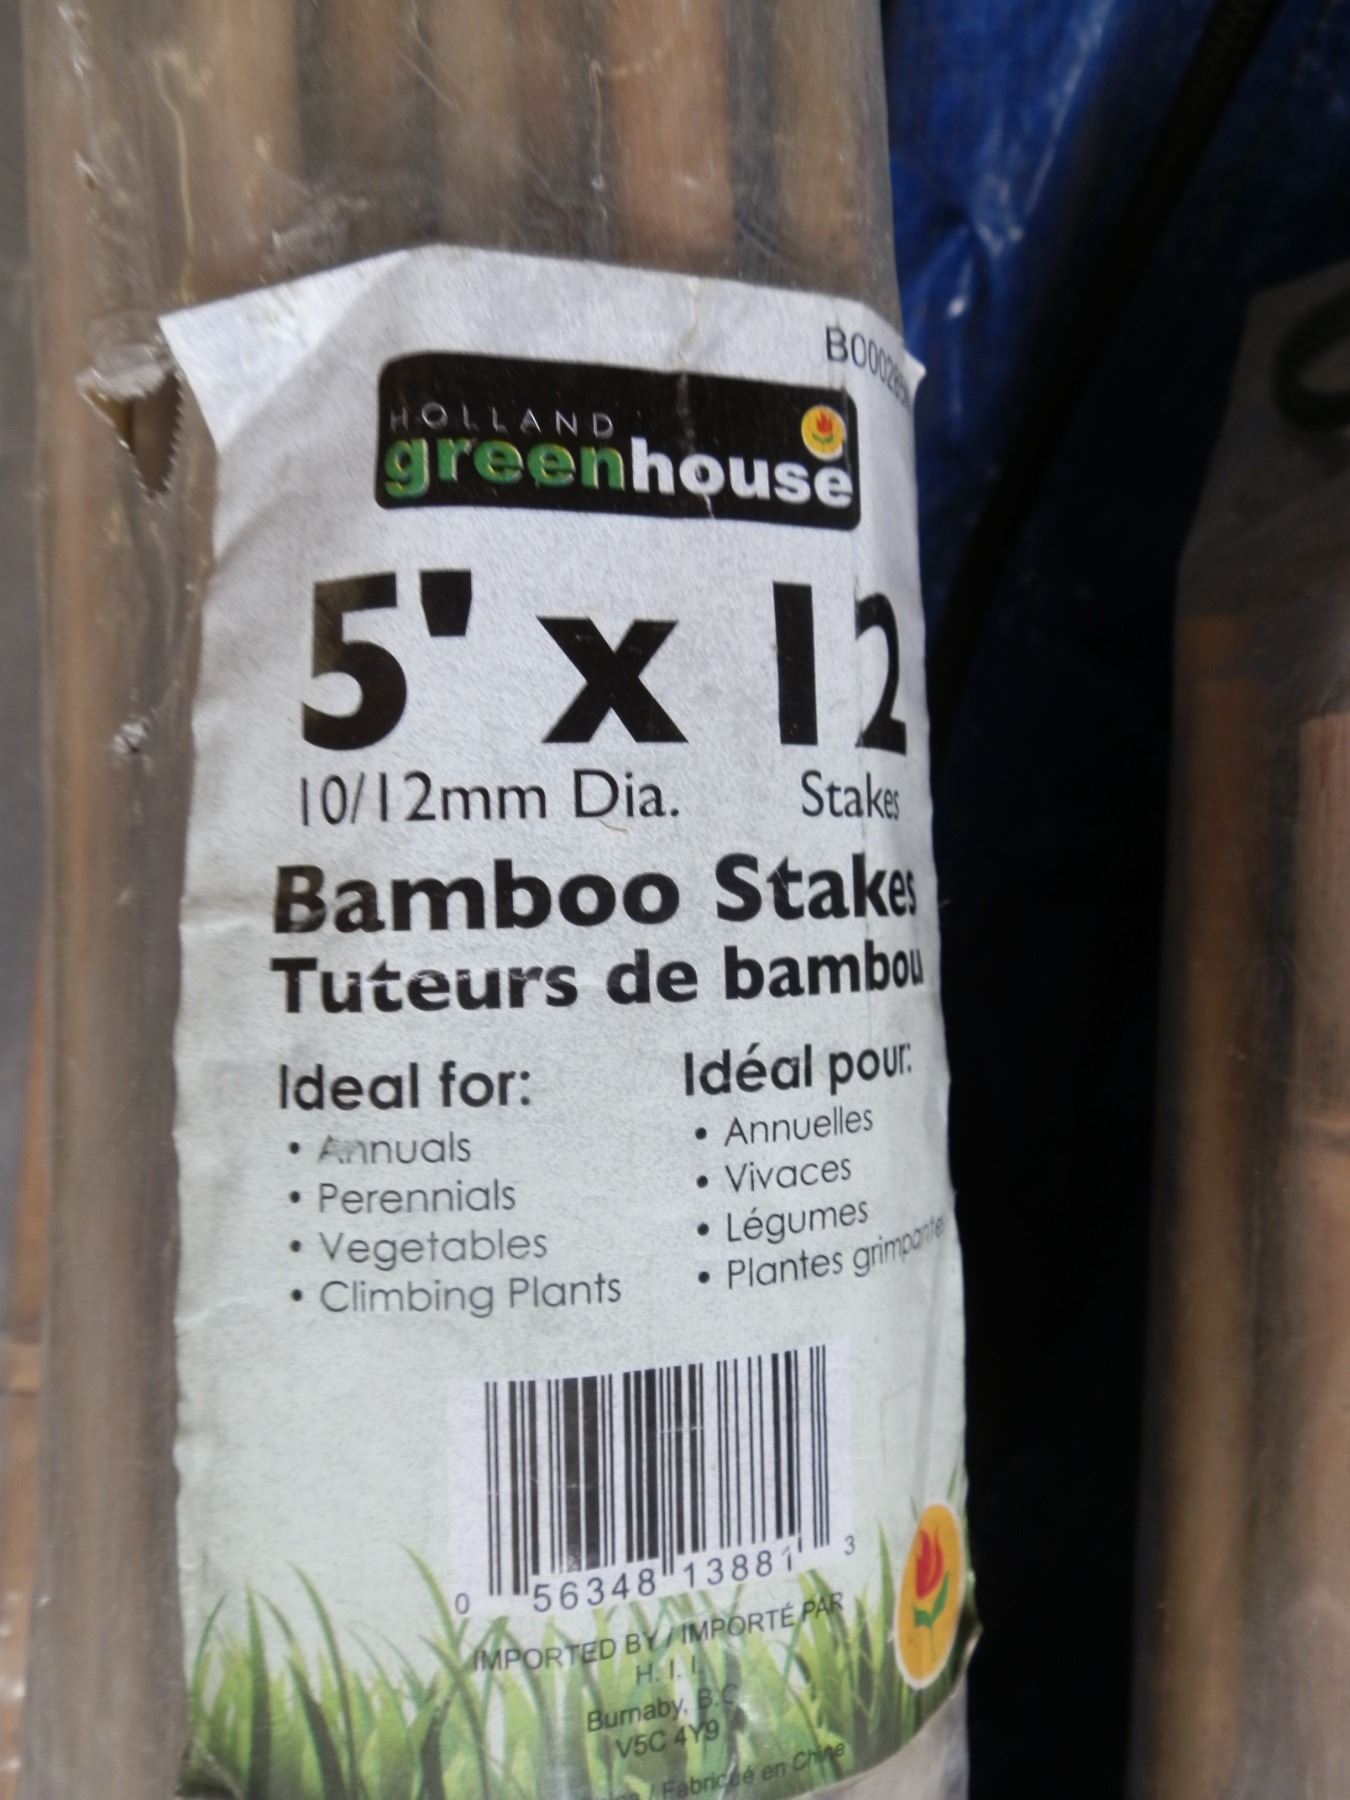 HOLLAND
greenhouse
5' x 12
10/12mm Dia. Stakes
Bamboo Stakes
Tuteurs de bambou
Ideal for:
• Annuals
• Perennials
• Vegetables
• Climbing Plants
Idéal pour:
• Annuelles
• Vivaces
• Légumes
• Plantes grimpantes
0 56348 13881 3
IMPORTED BY / IMPORTÉ PAR
H. I. I.
Burnaby, B.C.
V5C 4Y9
/ Fabriqué en Chine